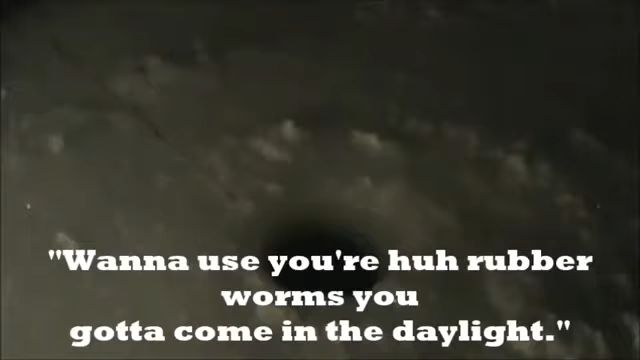 "Wanna use you're huh rubber
worms you
gotta come in the daylight."